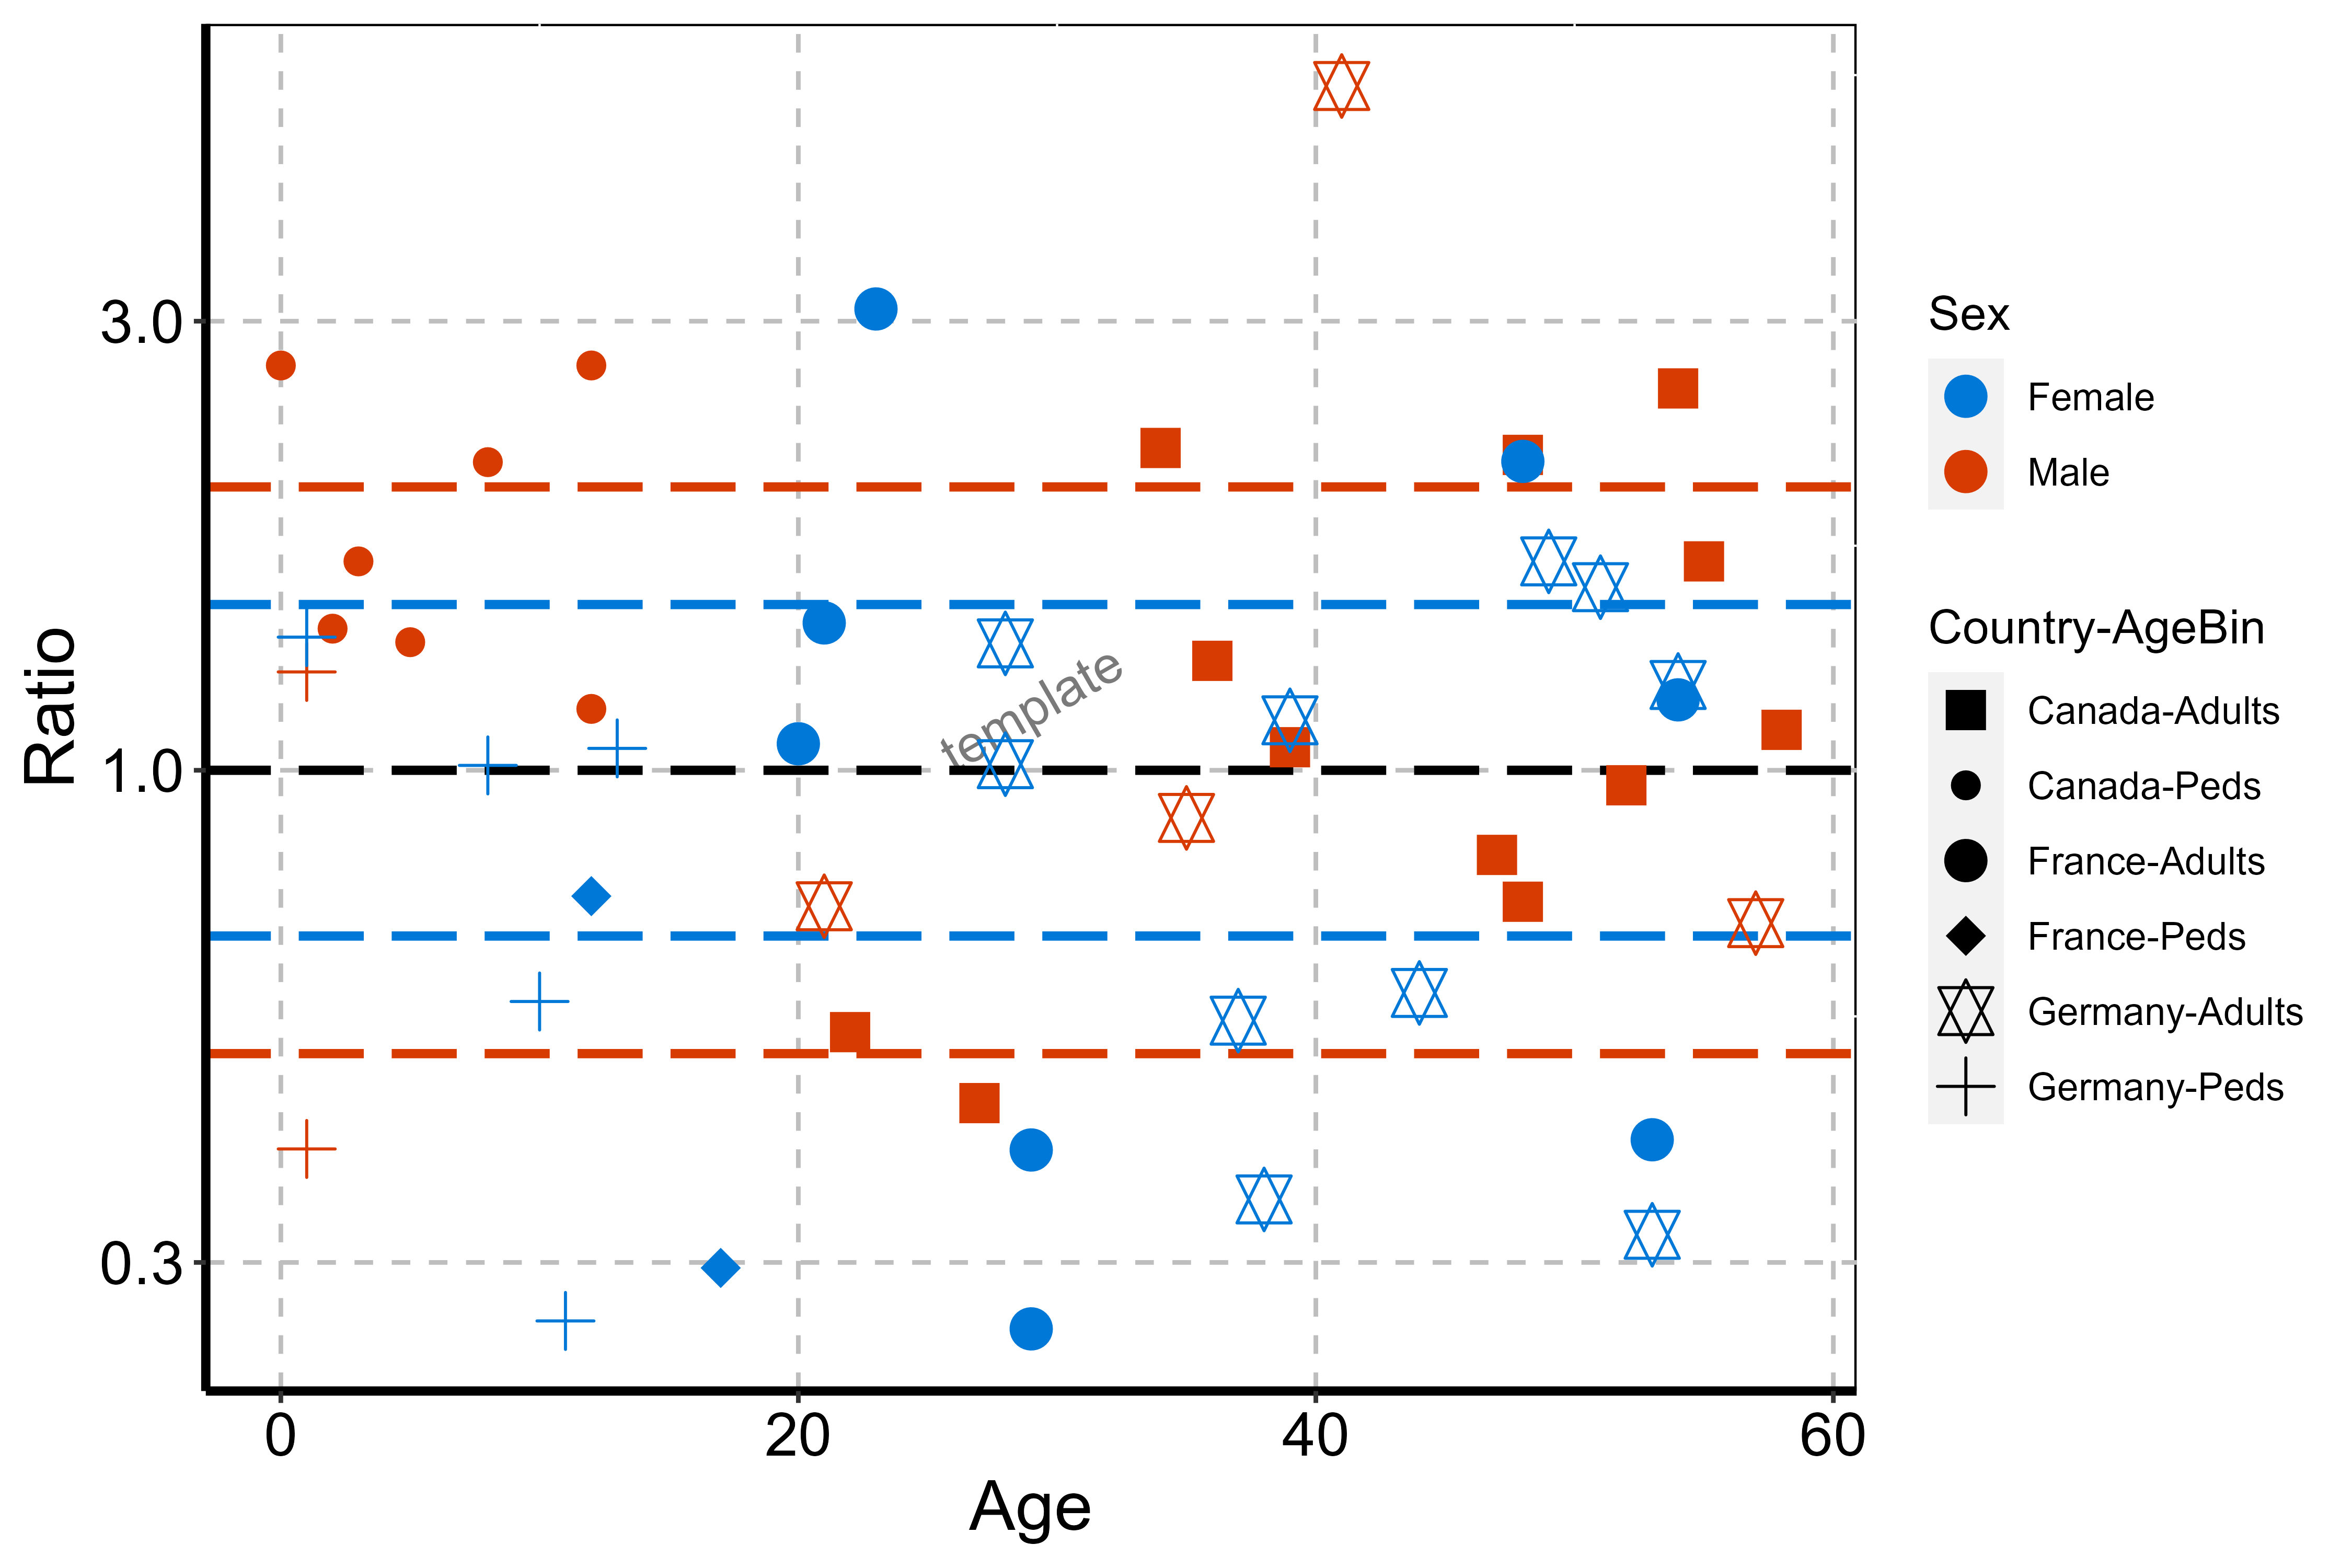 3.0
1.0
0.3
Ratio
template
0
20
40
60
Age
Sex
Female
Male
Country-AgeBin
Canada-Adults
Canada-Peds
France-Adults
France-Peds
Germany-Adults
Germany-Peds